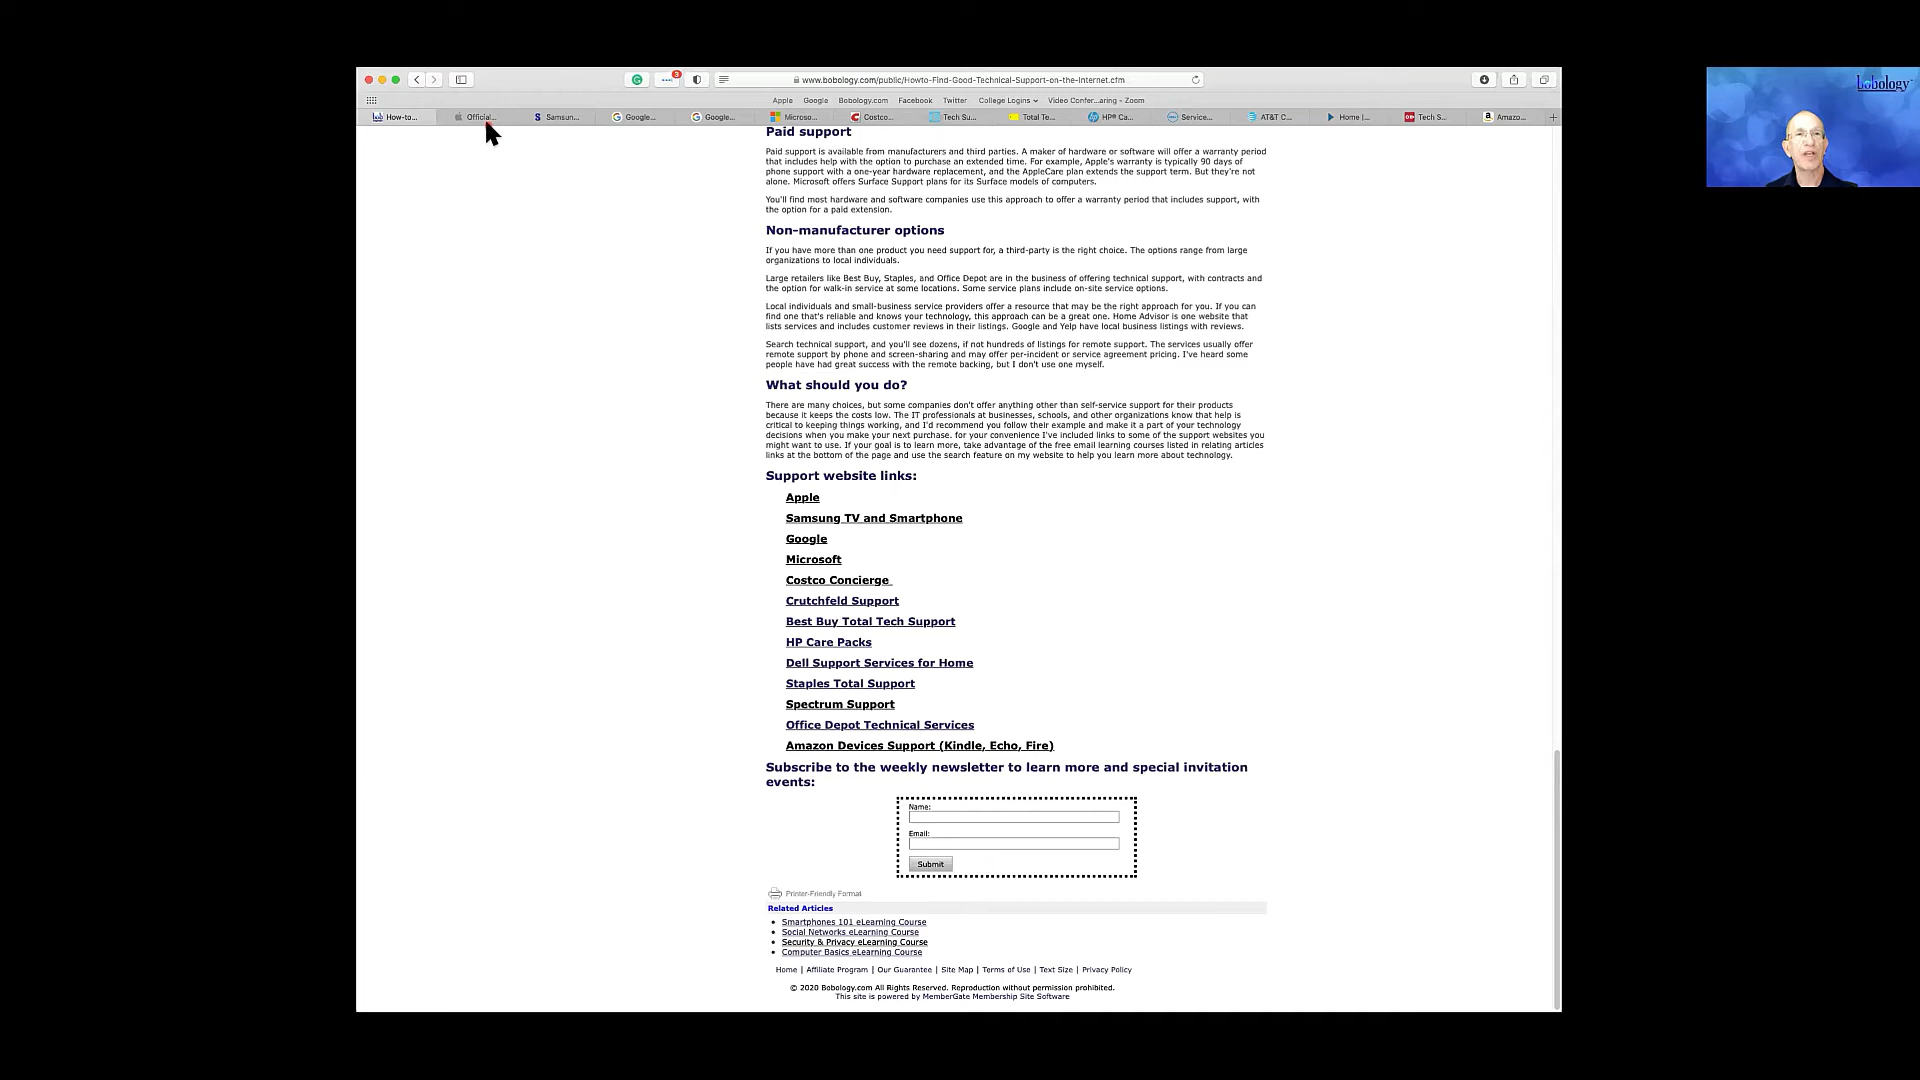 bobology
3
www.bobology.com/public/Howto-Find-Good-Technical-Support-on-the-Internet.cfm
Apple Google Bobology.com Facebook Twitter College Logins Video Confer...aring - Zoom
How-to... Official... Samsun... Google... Google... Microso... Costco... Tech Su... Total Te... HP® Ca... Service... AT&T C... Home |... Tech S... Amazo...
Paid support
Paid support is available from manufacturers and third parties. A maker of hardware or software will offer a warranty period
that includes help with the option to purchase an extended time. For example, Apple's warranty is typically 90 days of
phone support with a one-year hardware replacement, and the AppleCare plan extends the support term. But they're not
alone. Microsoft offers Surface Support plans for its Surface models of computers.
You'll find most hardware and software companies use this approach to offer a warranty period that includes support, with
the option for a paid extension.
Non-manufacturer options
If you have more than one product you need support for, a third-party is the right choice. The options range from large
organizations to local individuals.
Large retailers like Best Buy, Staples, and Office Depot are in the business of offering technical support, with contracts and
the option for walk-in service at some locations. Some service plans include on-site service options.
Local individuals and small-business service providers offer a resource that may be the right approach for you. If you can
find one that's reliable and knows your technology, this approach can be a great one. Home Advisor is one website that
lists services and includes customer reviews in their listings. Google and Yelp have local business listings with reviews.
Search technical support, and you'll see dozens, if not hundreds of listings for remote support. The services usually offer
remote support by phone and screen-sharing and may offer per-incident or service agreement pricing. I've heard some
people have had great success with the remote backing, but I don't use one myself.
What should you do?
There are many choices, but some companies don't offer anything other than self-service support for their products
because it keeps the costs low. The IT professionals at businesses, schools, and other organizations know that help is
critical to keeping things working, and I'd recommend you follow their example and make it a part of your technology
decisions when you make your next purchase. for your convenience I've included links to some of the support websites you
might want to use. If your goal is to learn more, take advantage of the free email learning courses listed in relating articles
links at the bottom of the page and use the search feature on my website to help you learn more about technology.
Support website links:
Apple
Samsung TV and Smartphone
Google
Microsoft
Costco Concierge
Crutchfeld Support
Best Buy Total Tech Support
HP Care Packs
Dell Support Services for Home
Staples Total Support
Spectrum Support
Office Depot Technical Services
Amazon Devices Support (Kindle, Echo, Fire)
Subscribe to the weekly newsletter to learn more and special invitation
events:
Name:
Email:
Submit
Printer-Friendly Format
Related Articles
Smartphones 101 eLearning Course
Social Networks eLearning Course
Security & Privacy eLearning Course
Computer Basics eLearning Course
Home | Affiliate Program | Our Guarantee | Site Map | Terms of Use | Text Size | Privacy Policy
© 2020 Bobology.com All Rights Reserved. Reproduction without permission prohibited.
This site is powered by MemberGate Membership Site Software